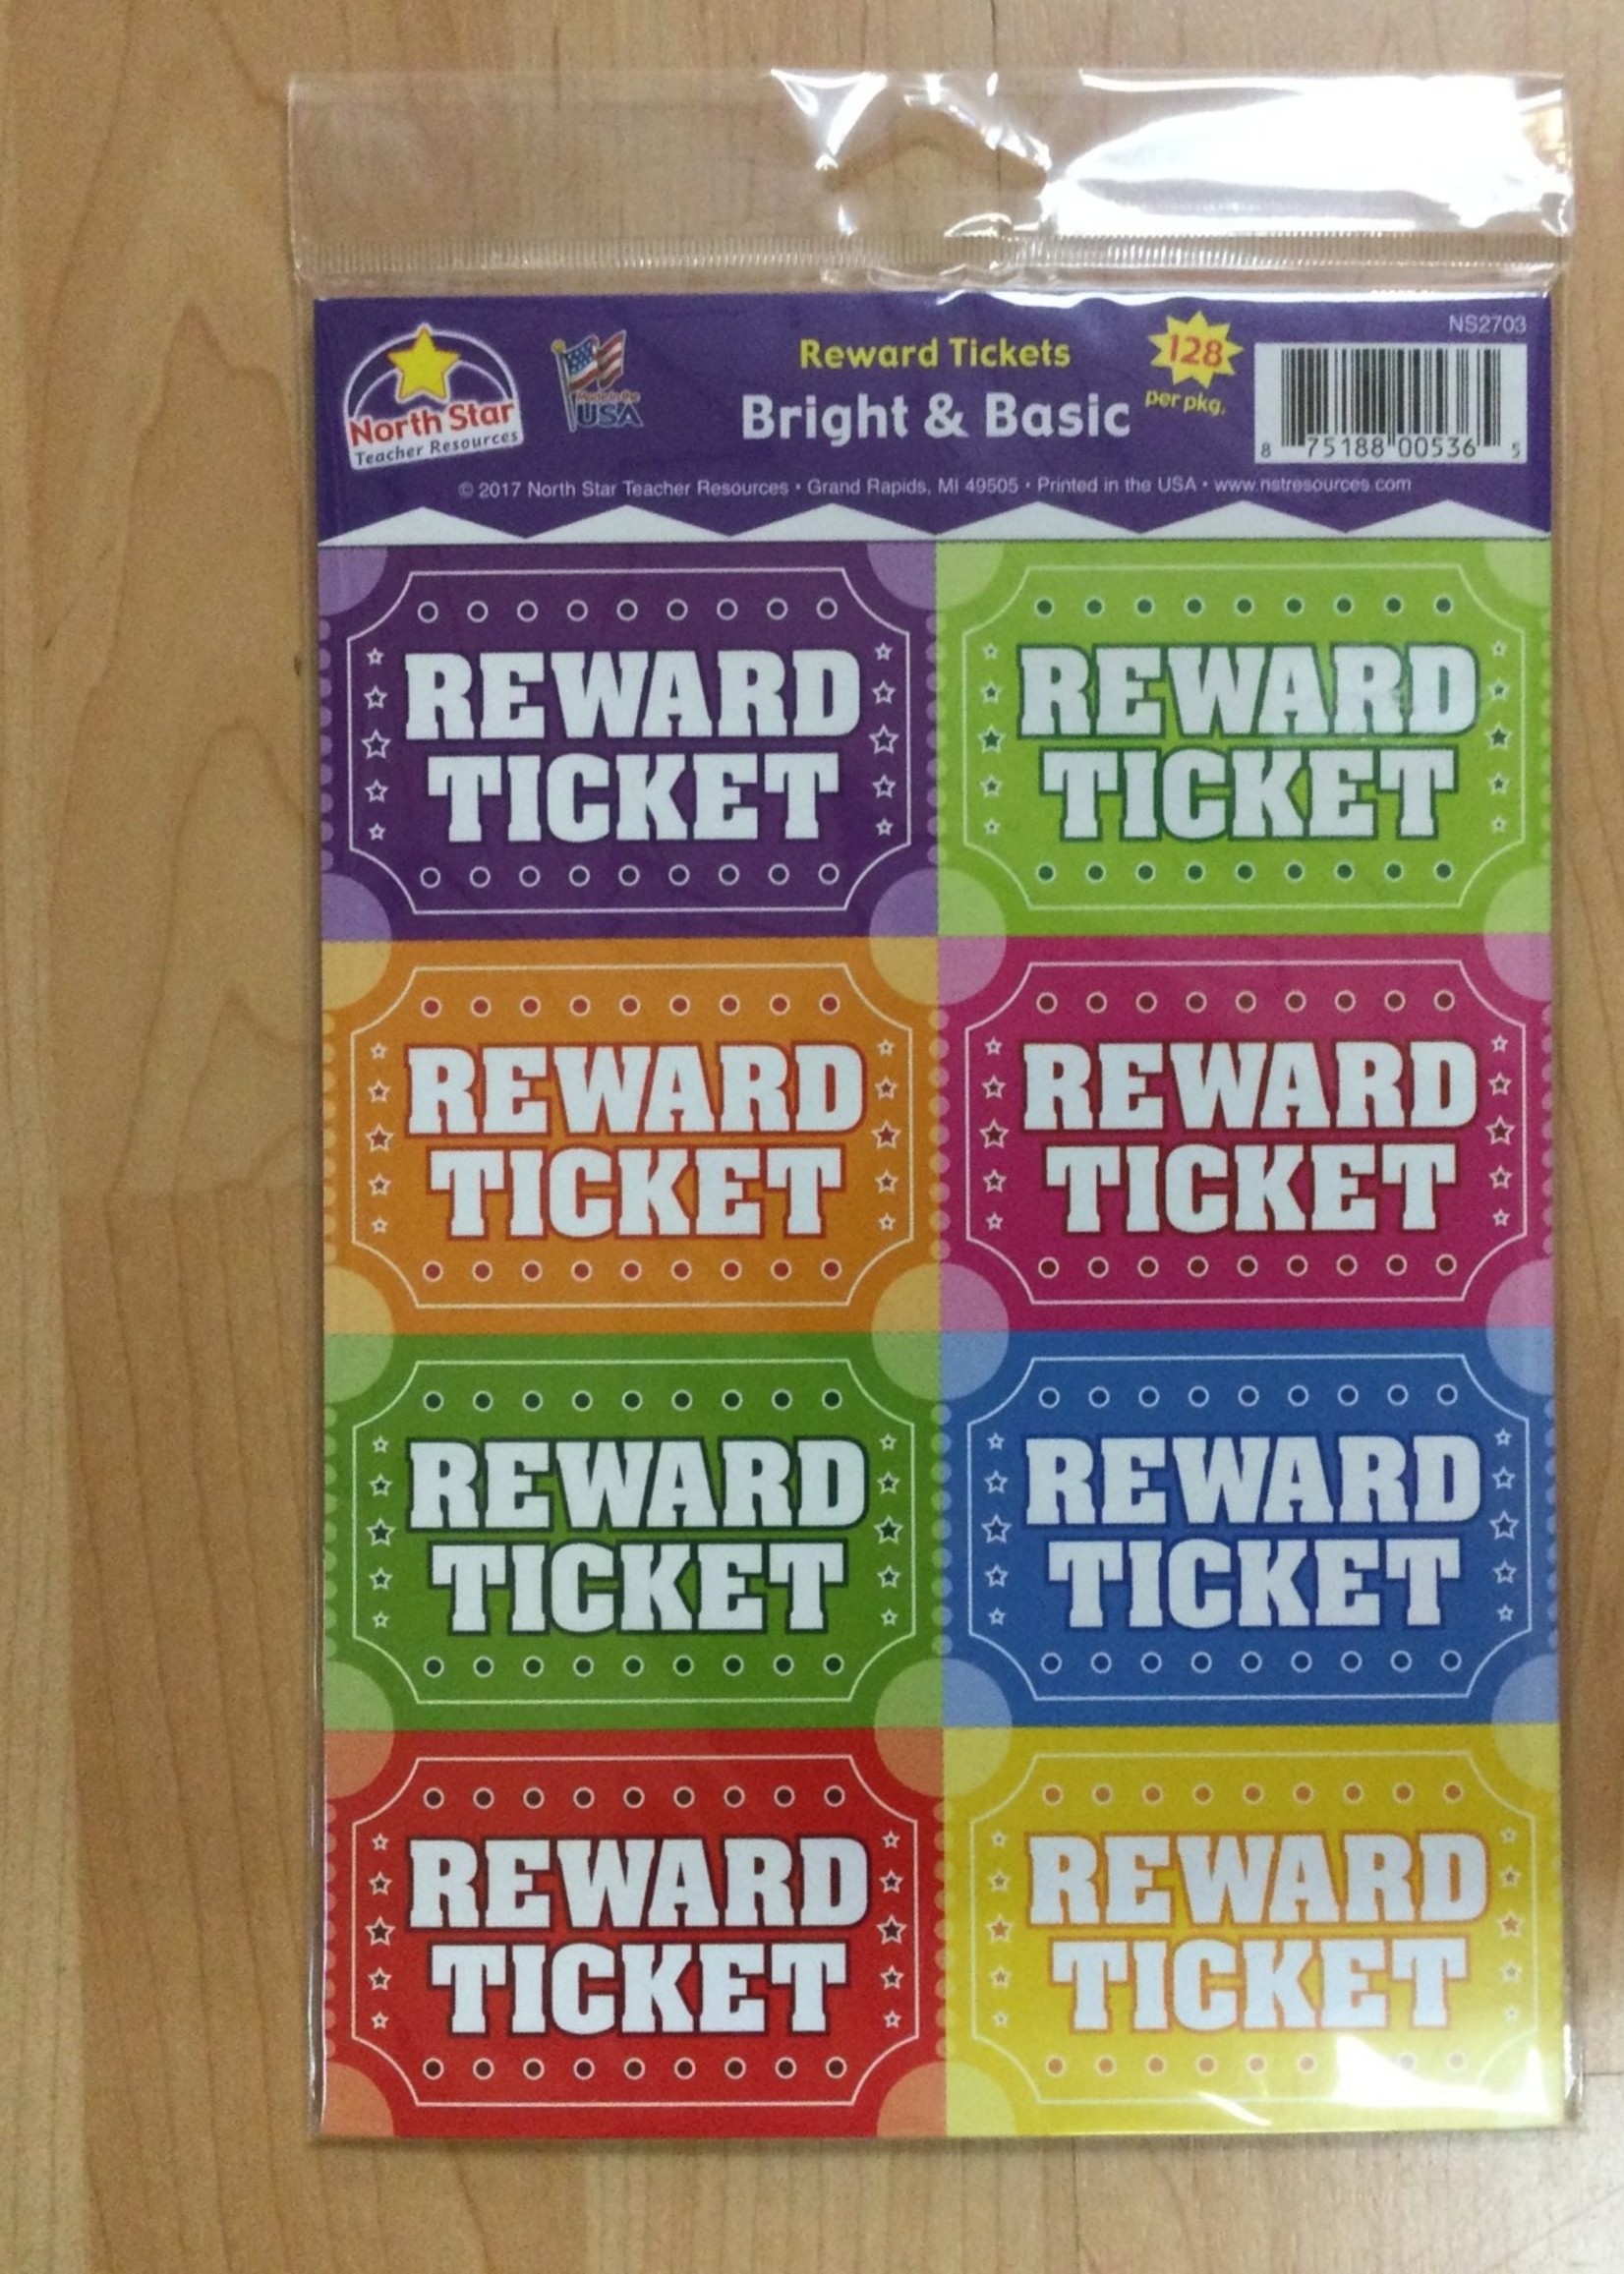 NS2703
North Star
Teacher Resources
Made in the
USA
Reward Tickets
Bright & Basic
128
per pkg.
8 75188 00536 5
© 2017 North Star Teacher Resources • Grand Rapids, MI 49505 • Printed in the USA • www.nstresources.com
REWARD
TICKET
REWARD
TICKET
REWARD
TICKET
REWARD
TICKET
REWARD
TICKET
REWARD
TICKET
REWARD
TICKET
REWARD
TICKET